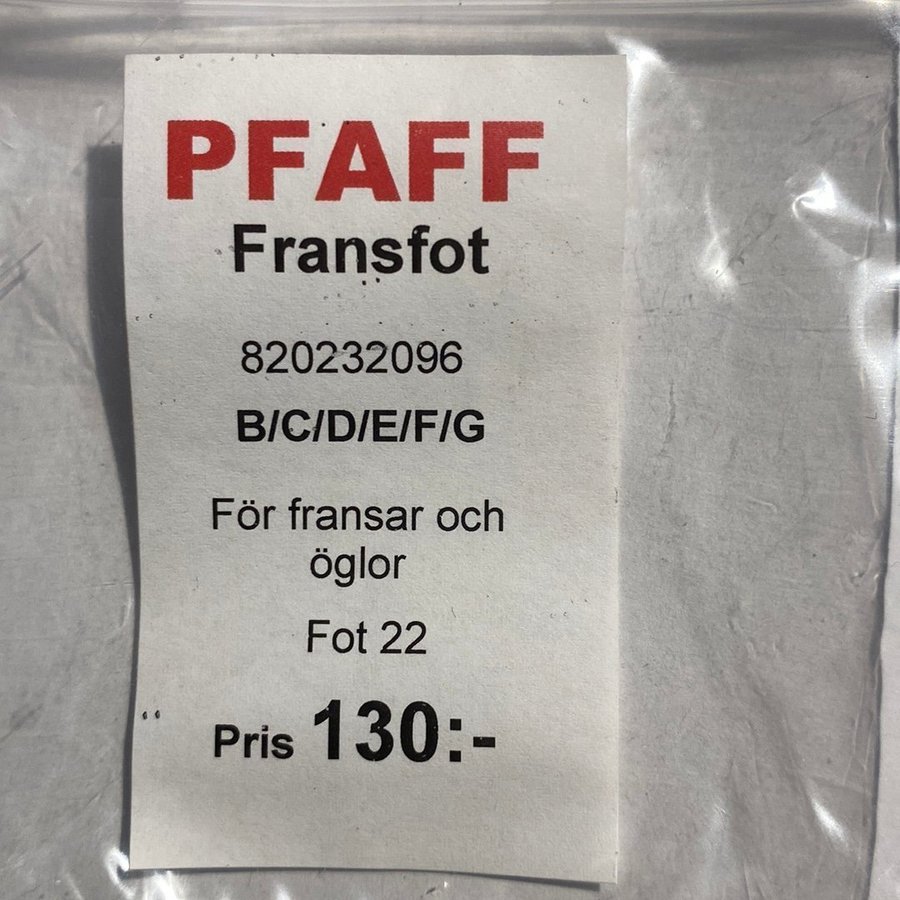 PFAFF
Fransfot
820232096
B/C/D/E/F/G
För fransar och
öglor
Fot 22
Pris 130:-